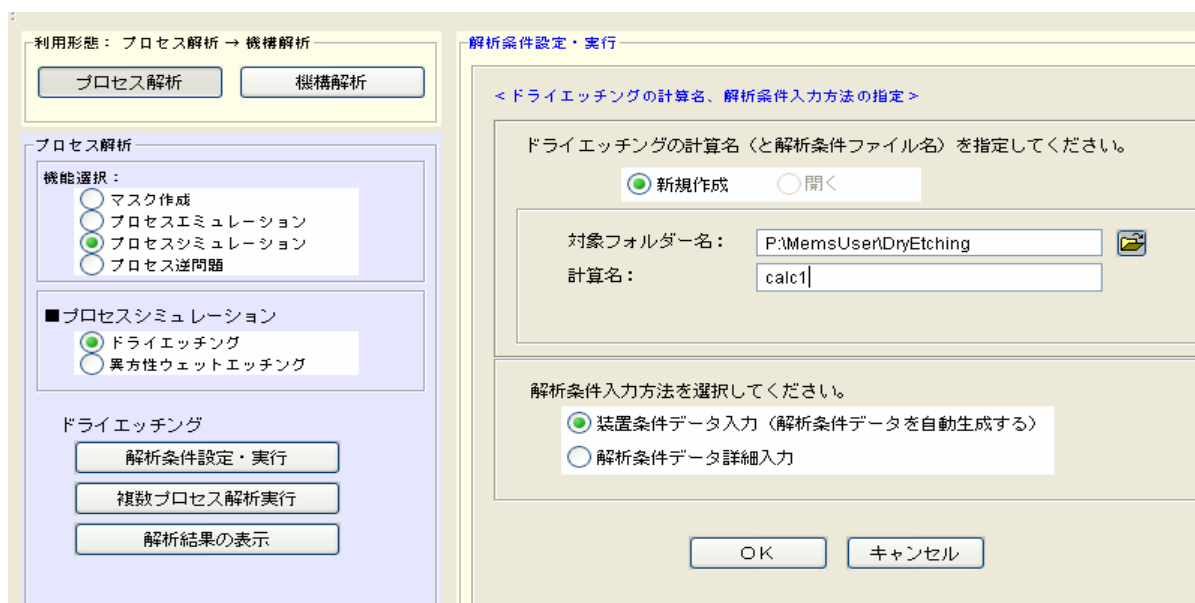 利用形態： プロセス解析 → 機構解析
プロセス解析
機構解析
プロセス解析
機能選択：
マスク作成
プロセスエミュレーション
プロセスシミュレーション
プロセス逆問題
■プロセスシミュレーション
ドライエッチング
異方性ウェットエッチング
ドライエッチング
解析条件設定・実行
複数プロセス解析実行
解析結果の表示
解析条件設定・実行
＜ドライエッチングの計算名、解析条件入力方法の指定＞
ドライエッチングの計算名（と解析条件ファイル名）を指定してください。
新規作成
開く
対象フォルダー名：
P:\MemsUser\DryEtching
計算名：
calc1
解析条件入力方法を選択してください。
装置条件データ入力（解析条件データを自動生成する）
解析条件データ詳細入力
OK
キャンセル